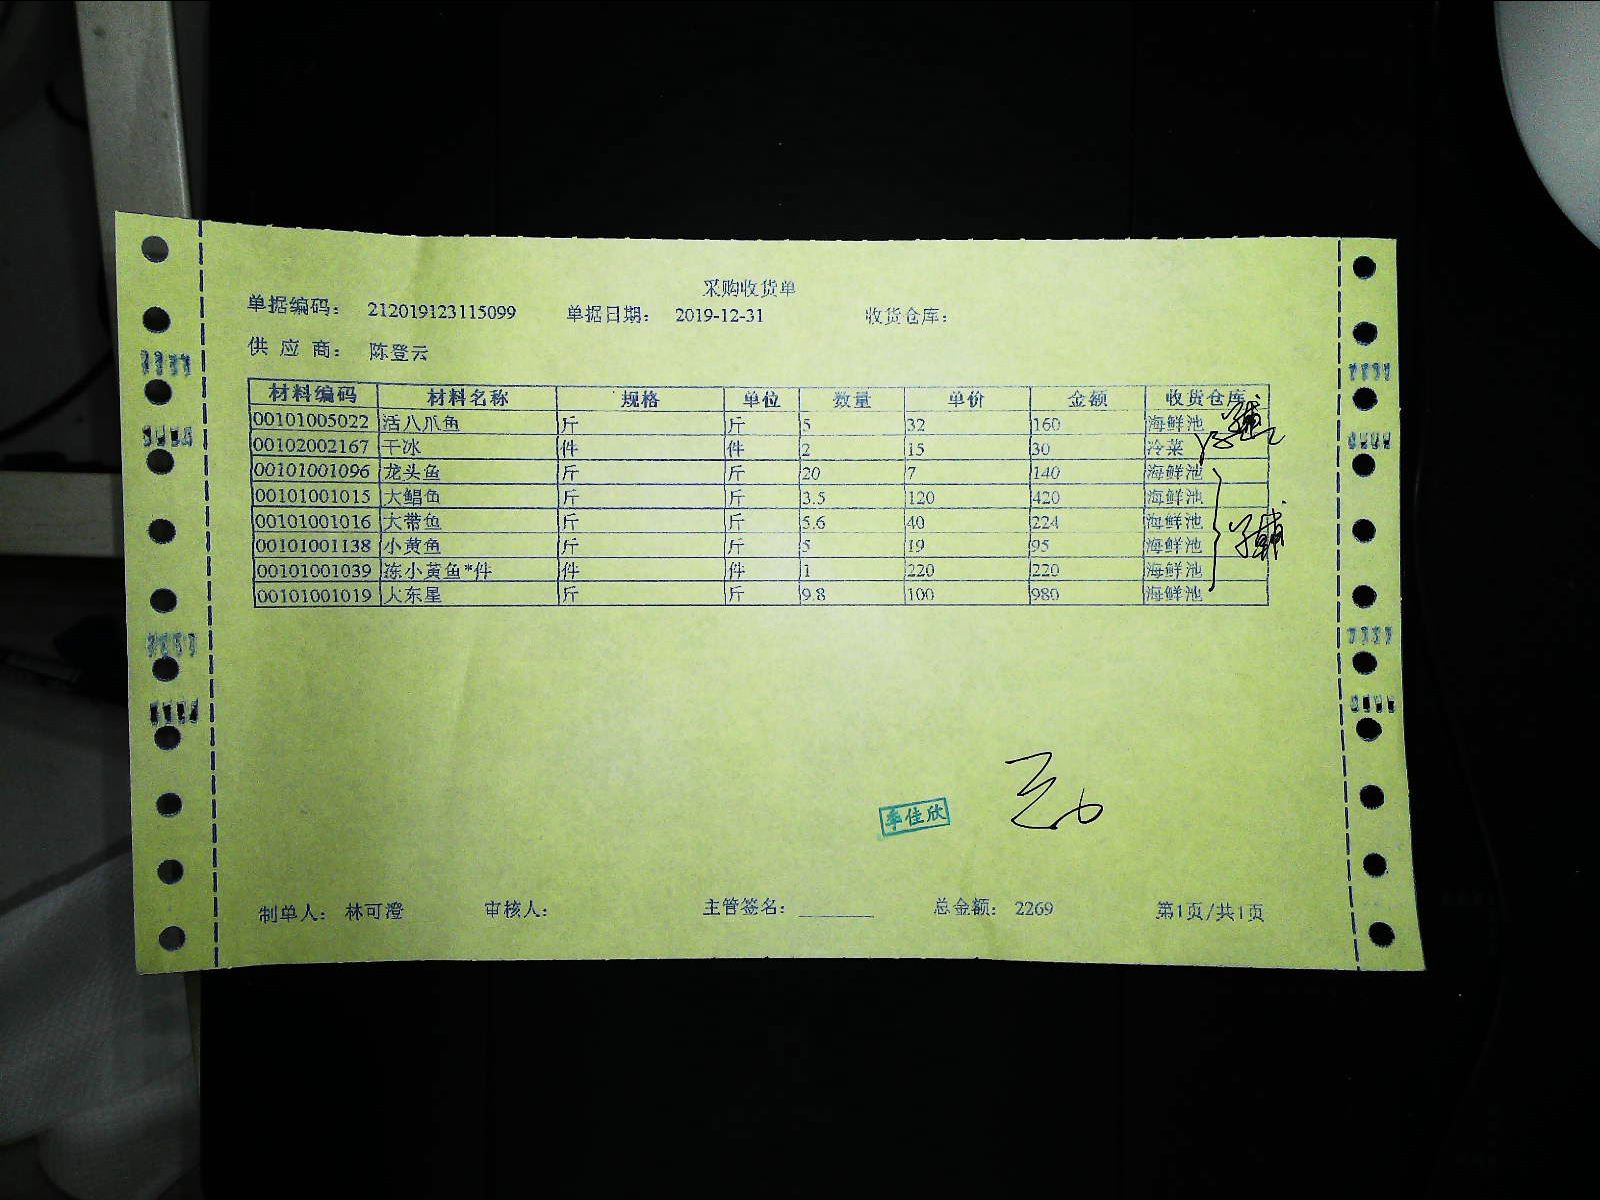 采购收货单
单据编码： 212019123115099 单据日期： 2019-12-31 收货仓库：
供 应 商： 陈登云
材料编码 材料名称 规格 单位 数量 单价 金额 收货仓库
00101005022 活八爪鱼 斤 斤 5 32 160 海鲜池
00102002167 干冰 件 件 2 15 30 冷菜
00101001096 龙头鱼 斤 斤 20 7 140 海鲜池
00101001015 大鲳鱼 斤 斤 3.5 120 420 海鲜池
00101001016 大带鱼 斤 斤 5.6 40 224 海鲜池
00101001138 小黄鱼 斤 斤 5 19 95 海鲜池
00101001039 冻小黄鱼*件 件 件 1 220 220 海鲜池
00101001019 大东星 斤 斤 9.8 100 980 海鲜池
季佳欣
制单人： 林可澄 审核人： 主管签名： 总金额： 2269 第1页/共1页